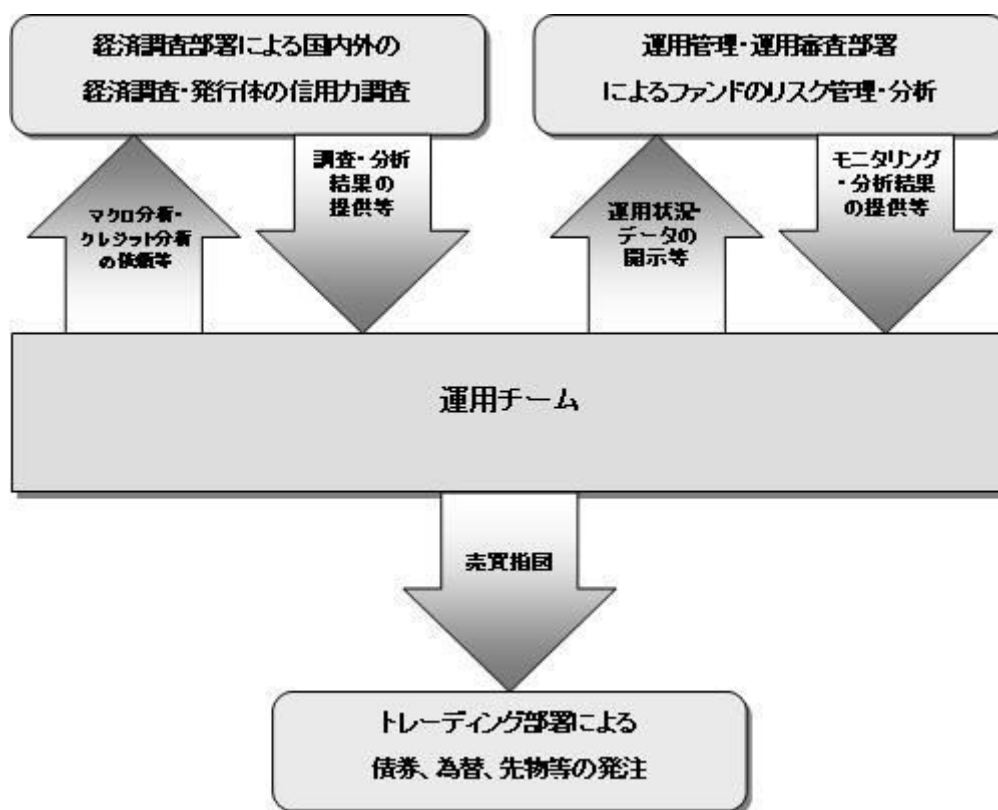 経済調査部署による国内外の
経済調査・発行体の信用力調査
運用管理・運用審査部署
によるファンドのリスク管理・分析
マクロ分析・
クレジット分析
の依頼等
調査・分析
結果の
提供等
運用状況・
データの
開示等
モニタリング
・分析結果
の提供等
運用チーム
売買指図
トレーディング部署による
債券、為替、先物等の発注